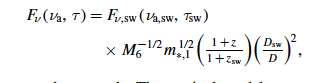 F_ν(ν_a, τ) = F_{ν,sw}(ν_{a,sw}, τ_{sw})
× M_6^{-1/2} m_{*,1}^{1/2} ((1 + z)/(1 + z_{sw})) (D_{sw}/D)^2,